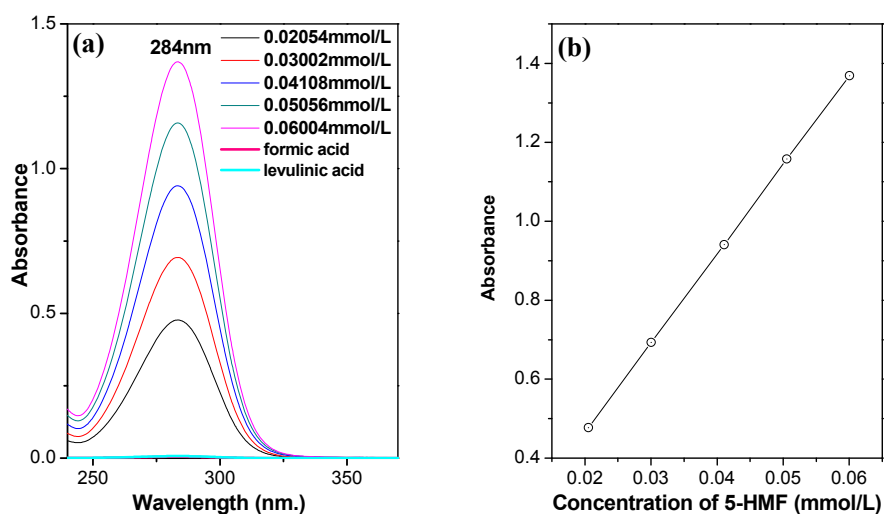 (a)
284nm
0.02054mmol/L
0.03002mmol/L
0.04108mmol/L
0.05056mmol/L
0.06004mmol/L
formic acid
levulinic acid
1.5
1.0
0.5
0.0
Absorbance
250
300
350
Wavelength (nm.)
(b)
1.4
1.2
1.0
0.8
0.6
0.4
Absorbance
0.02
0.03
0.04
0.05
0.06
Concentration of 5-HMF (mmol/L)